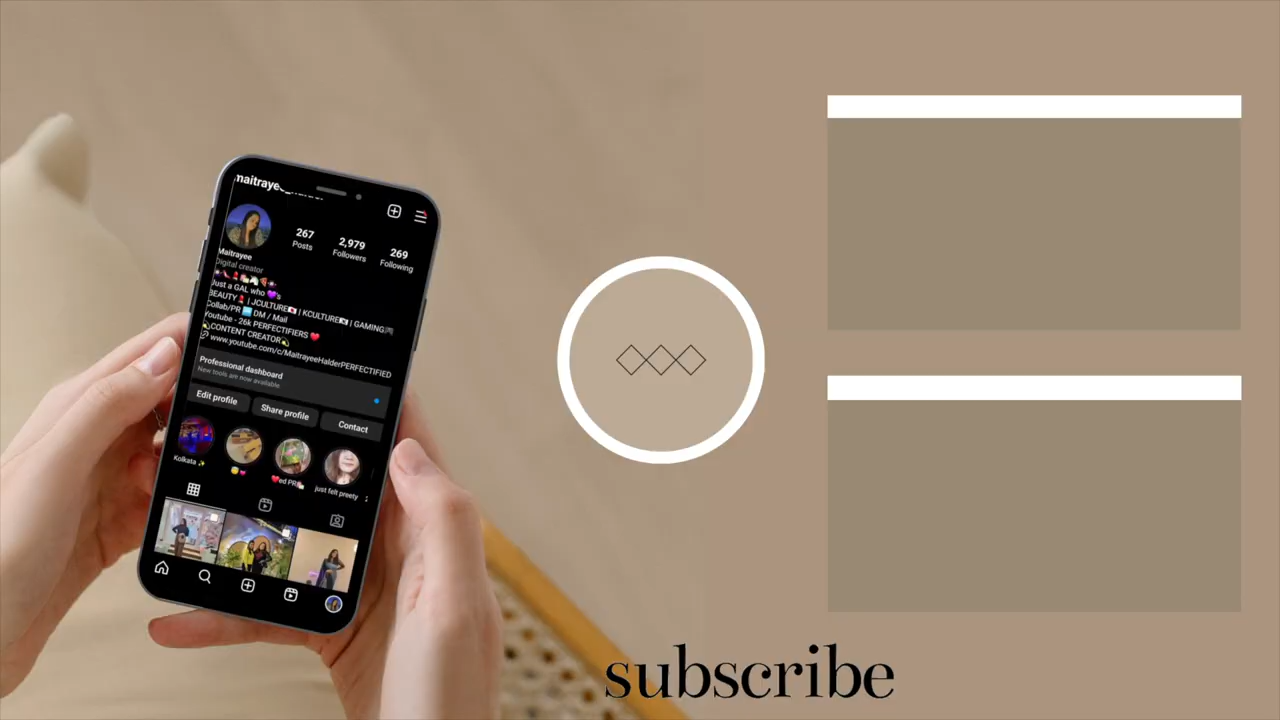 267
Posts
2,979
Followers
269
Following
Maitrayee
Digital creator
Just a GAL who 💜's
BEAUTY💄 | JCULTURE🇯🇵 | KCULTURE🇰🇷 | GAMING🎮
Collab/PR DM / Mail
Youtube - 26k PERFECTIFIERS ❤️
💫CONTENT CREATOR💫
www.youtube.com/c/MaitrayeeHalderPERFECTIFIED
Professional dashboard
New tools are now available
Edit profile
Share profile
Contact
Kolkata ✨
just felt preety
subscribe